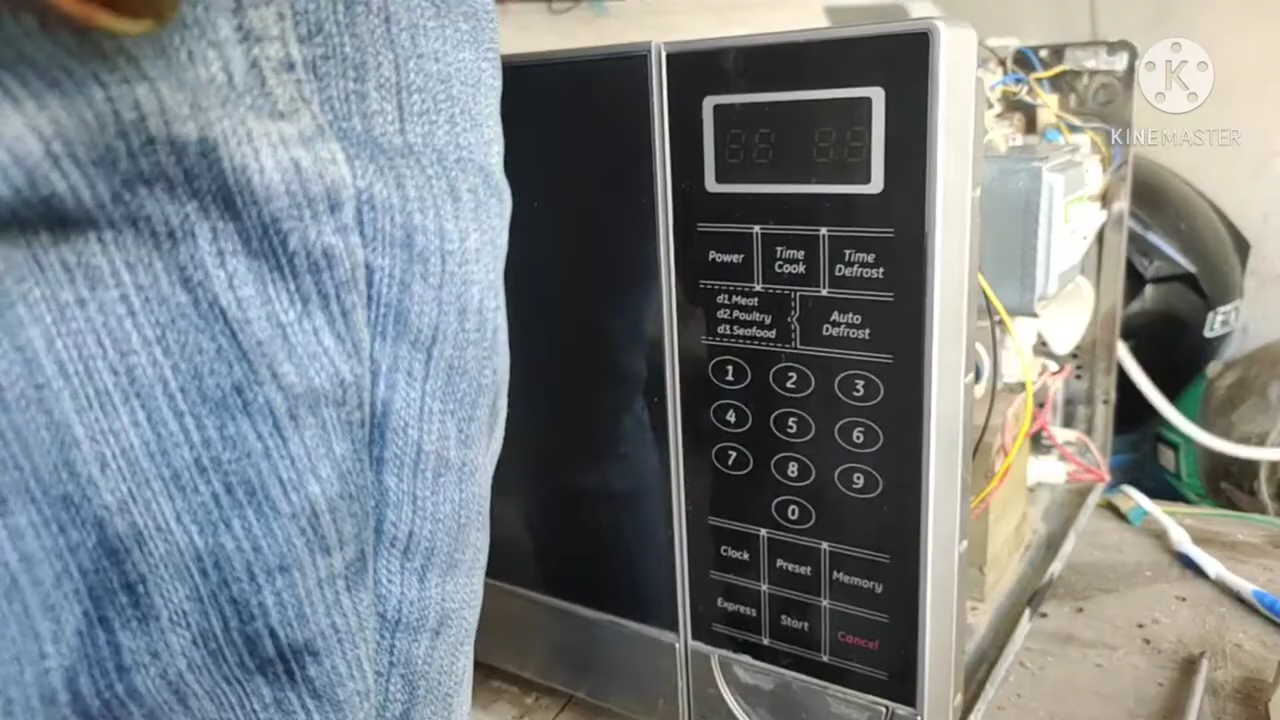 K
KINEMASTER
Power
Time
Cook
Time
Defrost
d1.Meat
d2.Poultry
d3.Seafood
Auto
Defrost
1
2
3
4
5
6
7
8
9
0
Clock
Preset
Memory
Express
Start
Cancel